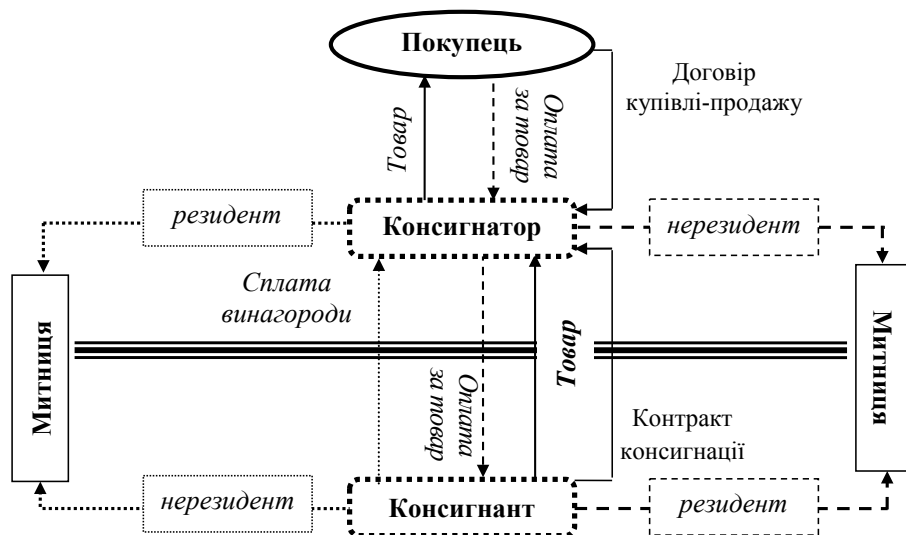 Покупець
Договір
купівлі-продажу
Товар
Оплата
за товар
резидент
Консигнатор
нерезидент
Сплата
винагороди
Митниця
Товар
Митниця
Оплата
за товар
Контракт
консигнації
нерезидент
Консигнант
резидент